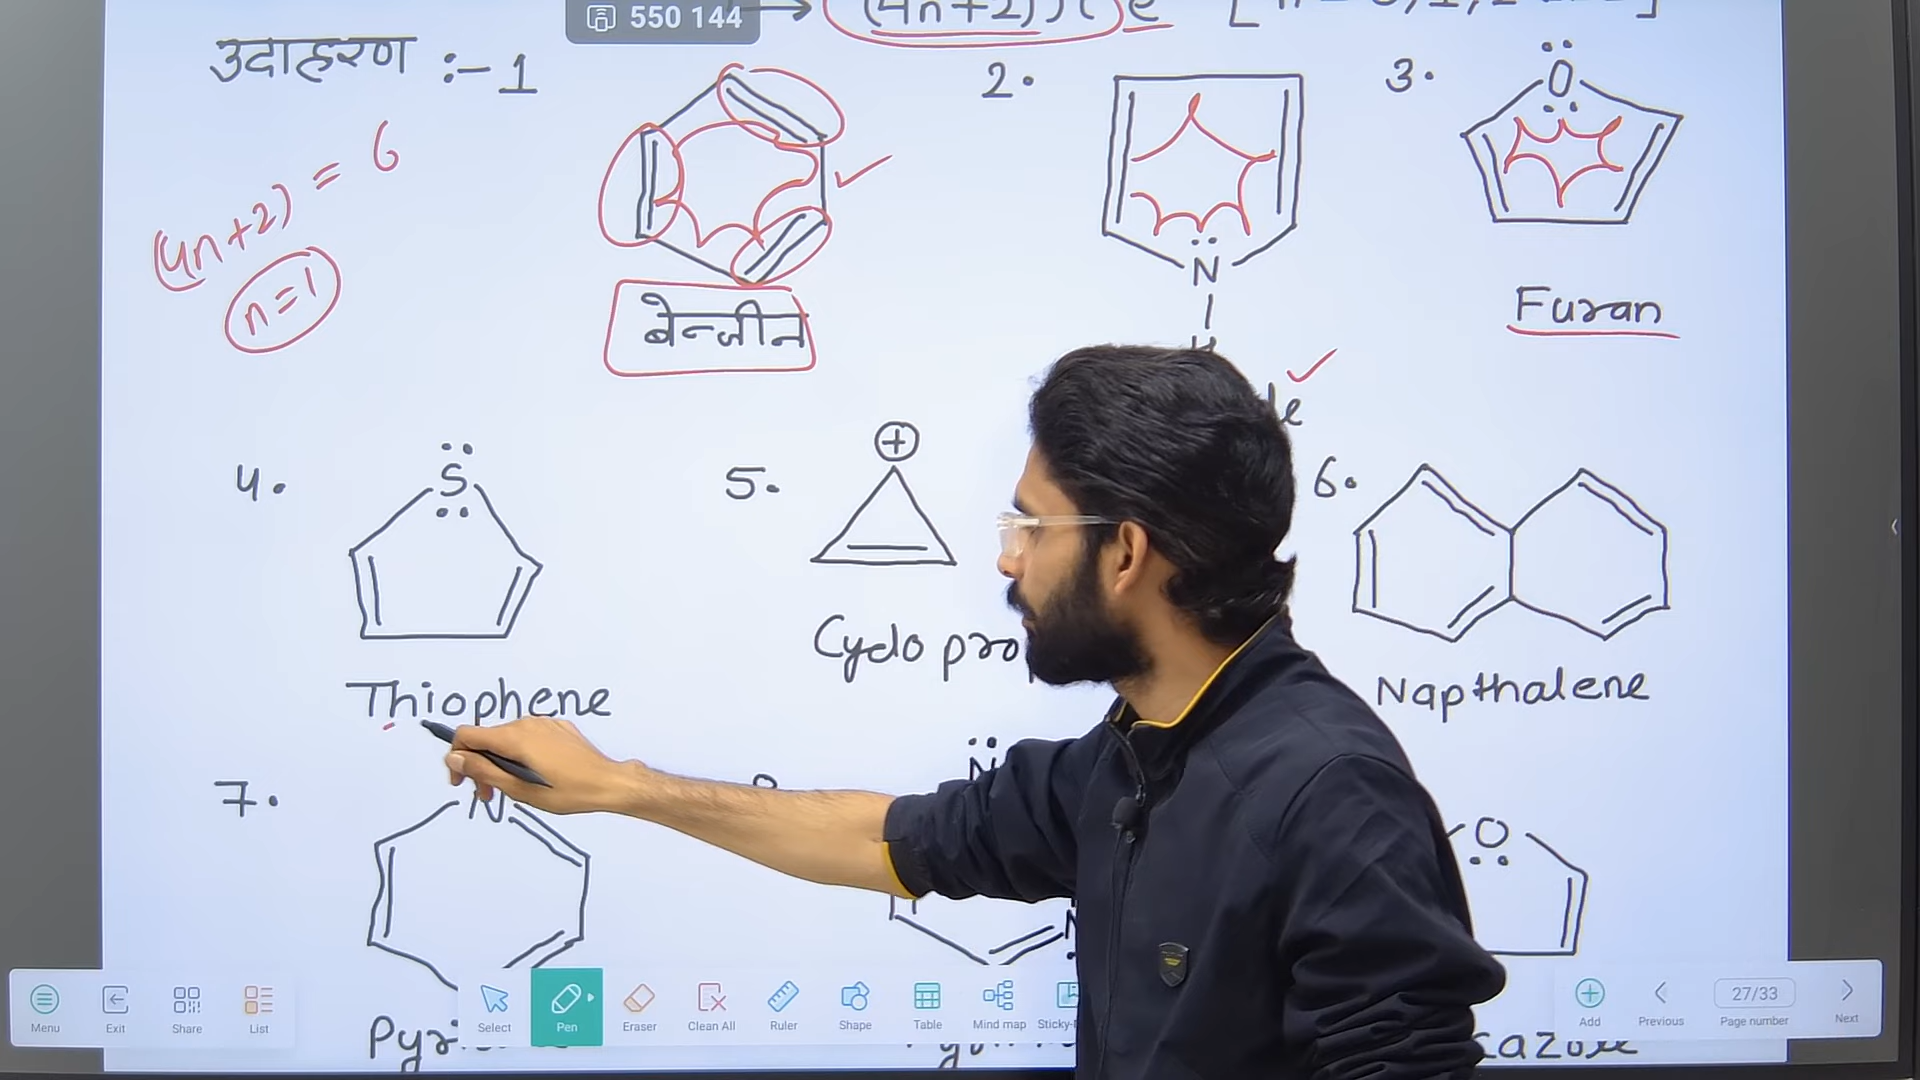 550 144
(4n+2)πe⁻
उदाहरण :- 1
2.
3.
O
(4n+2) = 6
n=1
N
Furan
बेन्जीन
4.
S
5.
+
6.
Cyclo pro
Thiophene
Napthalene
7.
N
N
O
Menu
Exit
Share
List
Select
Pen
Eraser
Clean All
Ruler
Shape
Table
Mind map
Add
Previous
27/33
Page number
Next